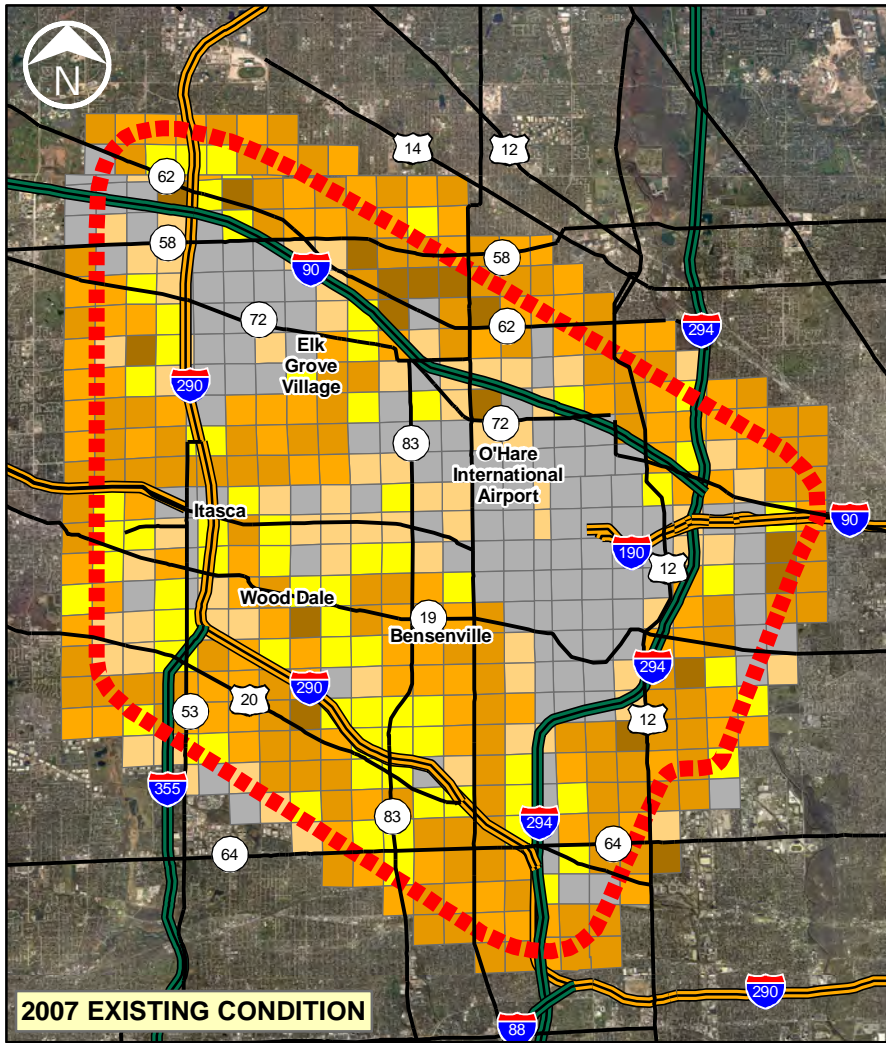 N
14
12
62
58
58
90
72
62
294
Elk
Grove
Village
290
72
83
O'Hare
International
Airport
Itasca
90
190
12
Wood Dale
19
Bensenville
294
290
20
53
12
355
294
83
64
64
2007 EXISTING CONDITION
290
88